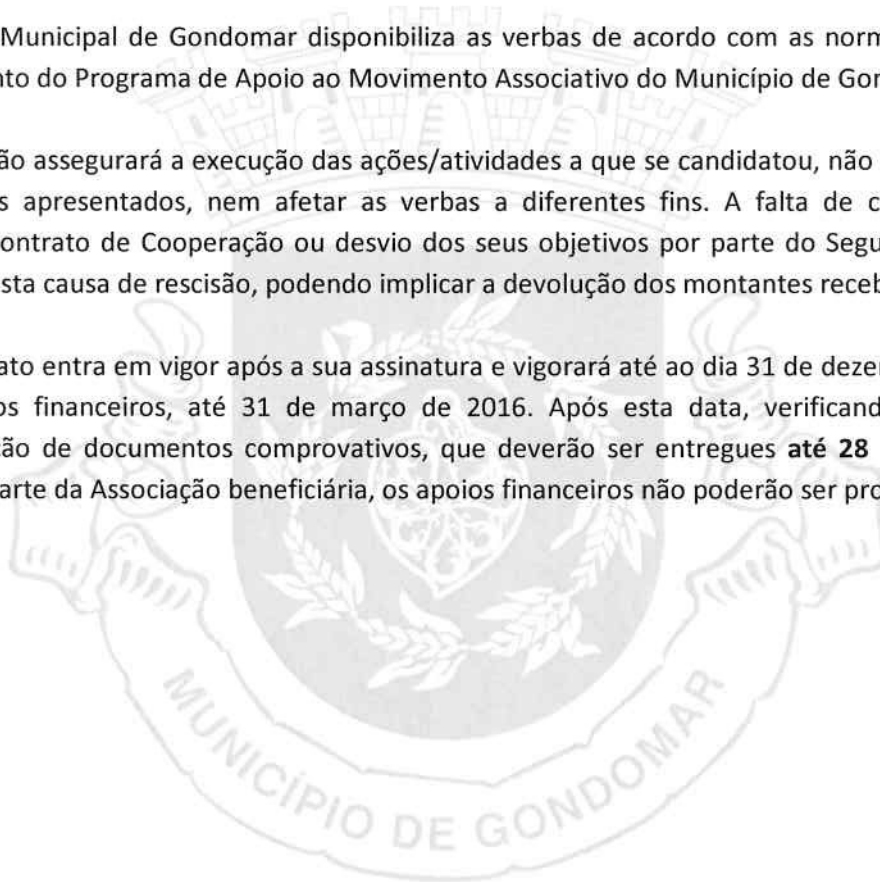 Municipal de Gondomar disponibiliza as verbas de acordo com as norm
nto do Programa de Apoio ao Movimento Associativo do Município de Gon
ão assegurará a execução das ações/atividades a que se candidatou, não
s apresentados, nem afetar as verbas a diferentes fins. A falta de c
ontrato de Cooperação ou desvio dos seus objetivos por parte do Segu
sta causa de rescisão, podendo implicar a devolução dos montantes receb
ato entra em vigor após a sua assinatura e vigorará até ao dia 31 de dezem
os financeiros, até 31 de março de 2016. Após esta data, verificand
ção de documentos comprovativos, que deverão ser entregues até 28
arte da Associação beneficiária, os apoios financeiros não poderão ser pro
MUNICÍPIO DE GONDOMAR